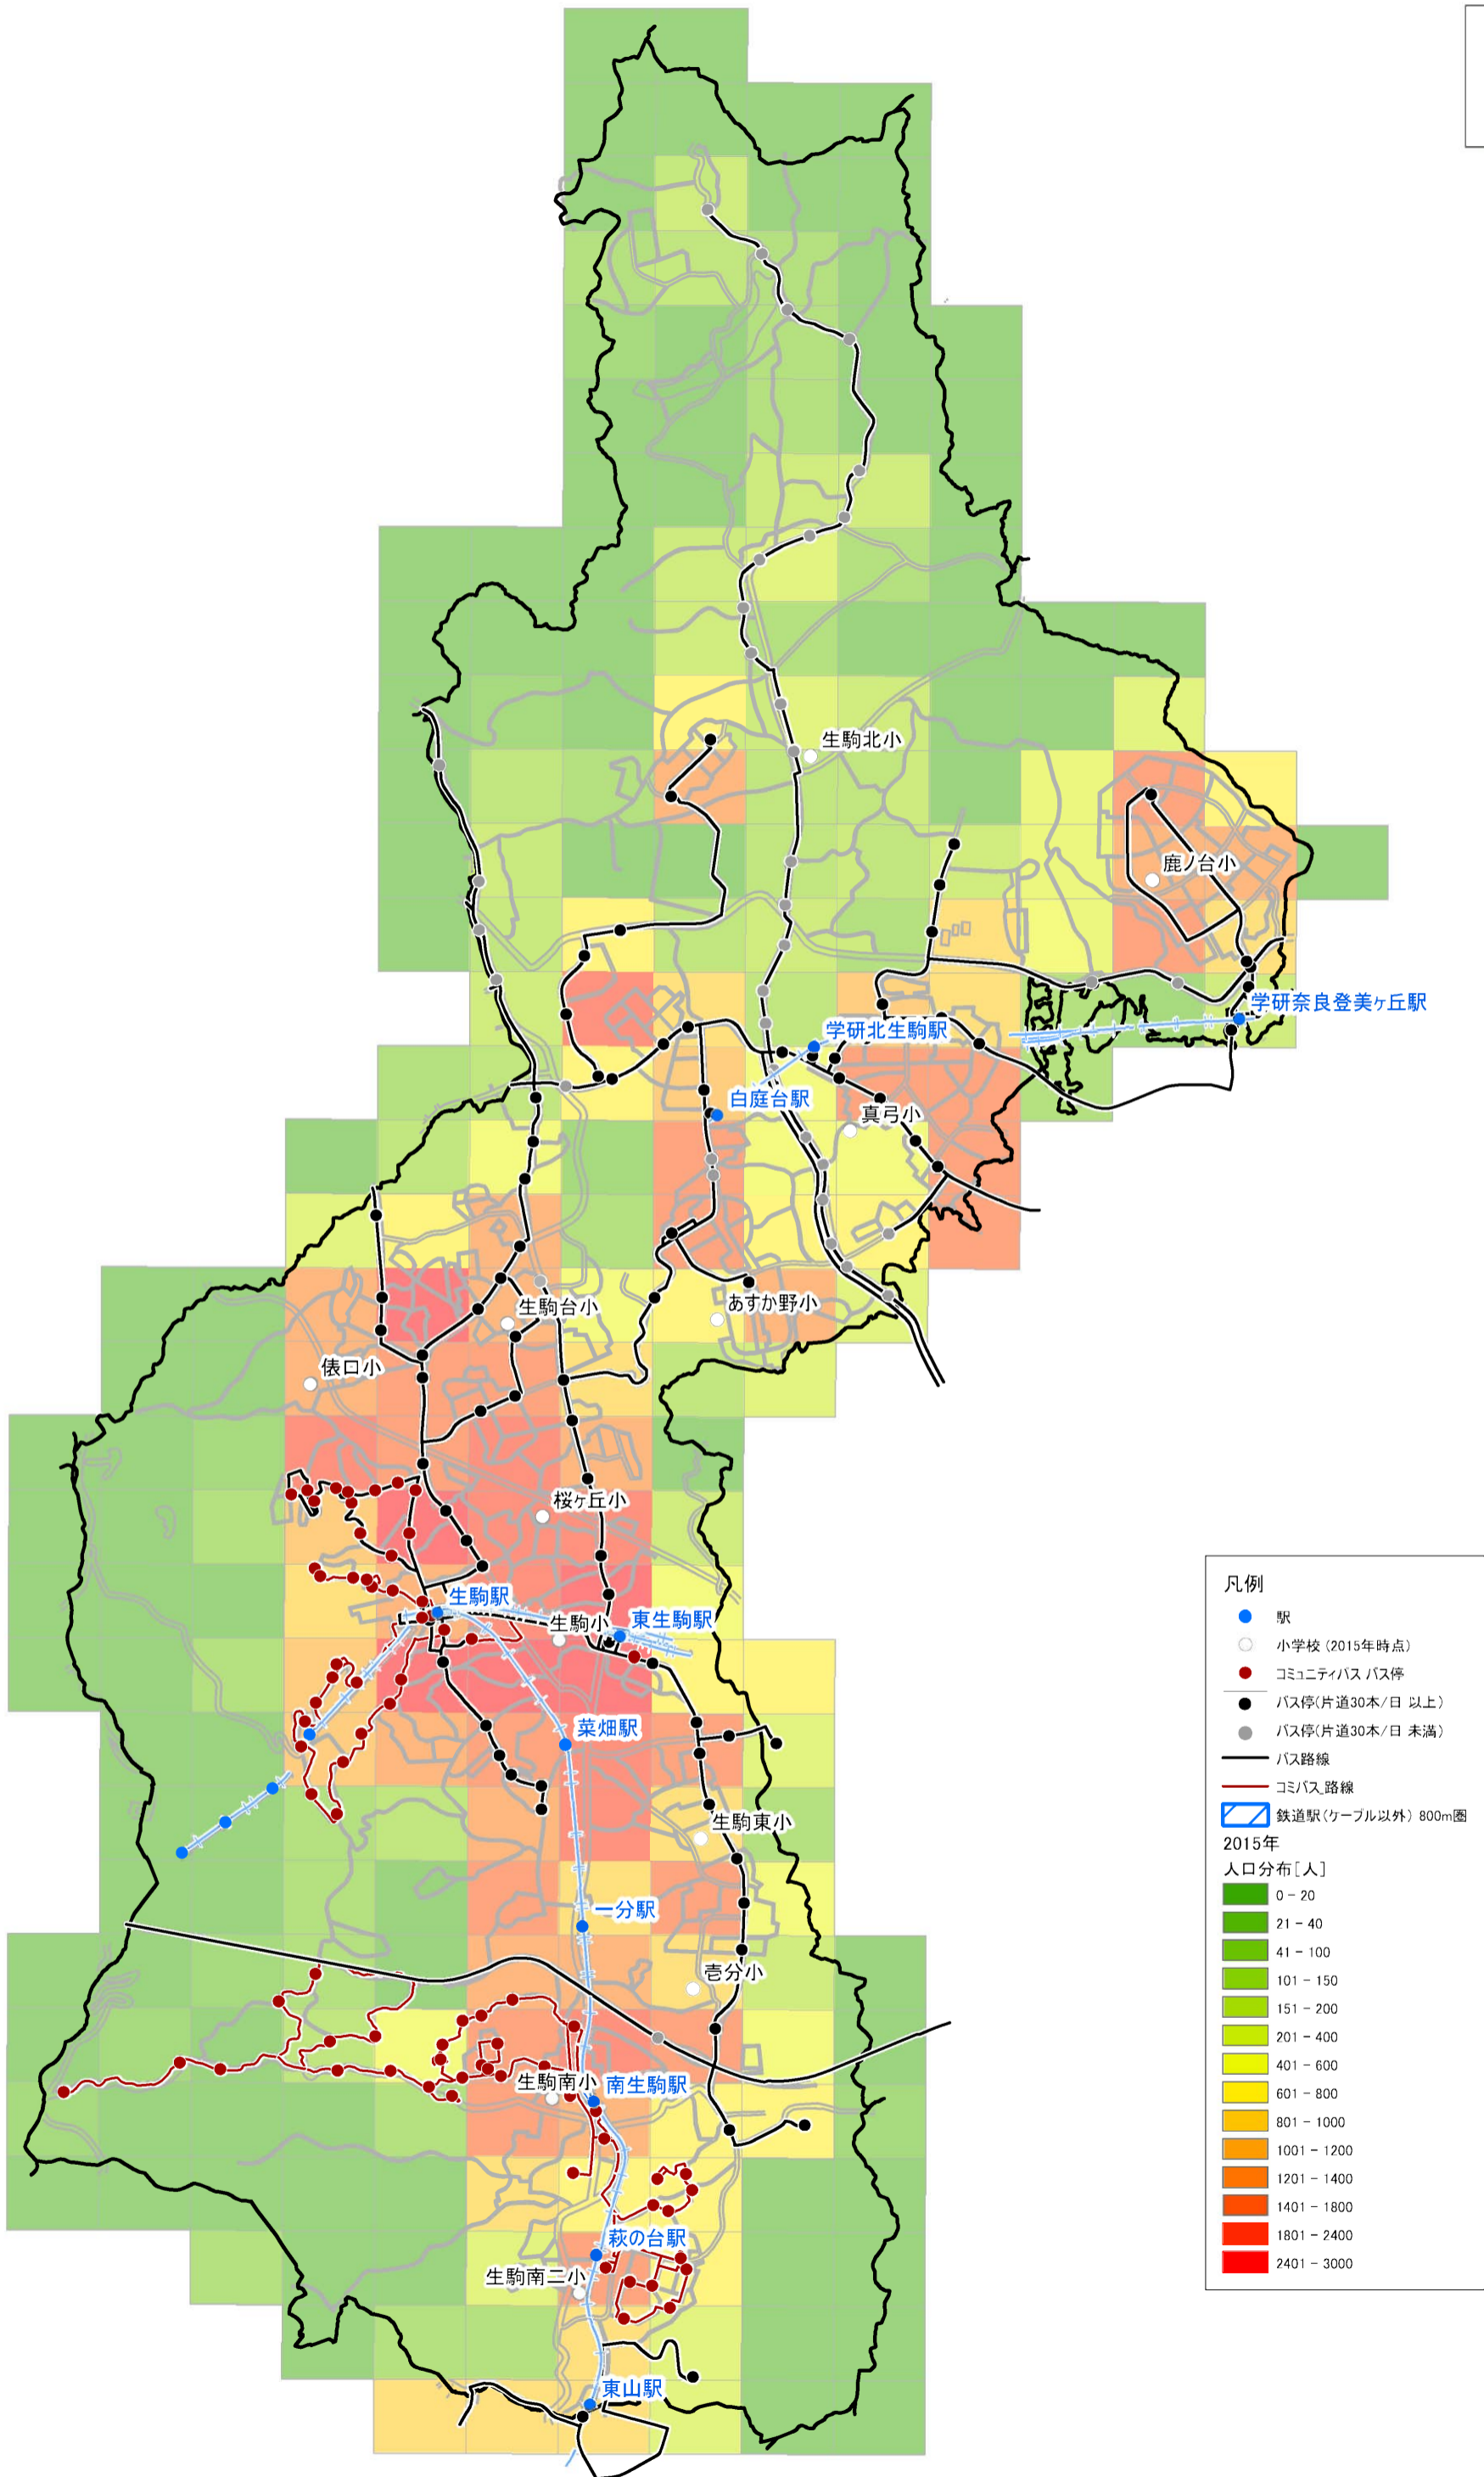 生駒北小
鹿ノ台小
学研奈良登美ヶ丘駅
学研北生駒駅
白庭台駅
真弓小
あすか野小
生駒台小
俵口小
桜ヶ丘小
生駒駅
生駒小
東生駒駅
菜畑駅
生駒東小
一分駅
壱分小
生駒南小
南生駒駅
萩の台駅
生駒南二小
東山駅
凡例
駅
小学校(2015年時点)
コミュニティバス バス停
バス停(片道30本/日 以上)
バス停(片道30本/日 未満)
バス路線
コミバス_路線
鉄道駅(ケーブル以外) 800m圏
2015年
人口分布[人]
0 - 20
21 - 40
41 - 100
101 - 150
151 - 200
201 - 400
401 - 600
601 - 800
801 - 1000
1001 - 1200
1201 - 1400
1401 - 1800
1801 - 2400
2401 - 3000